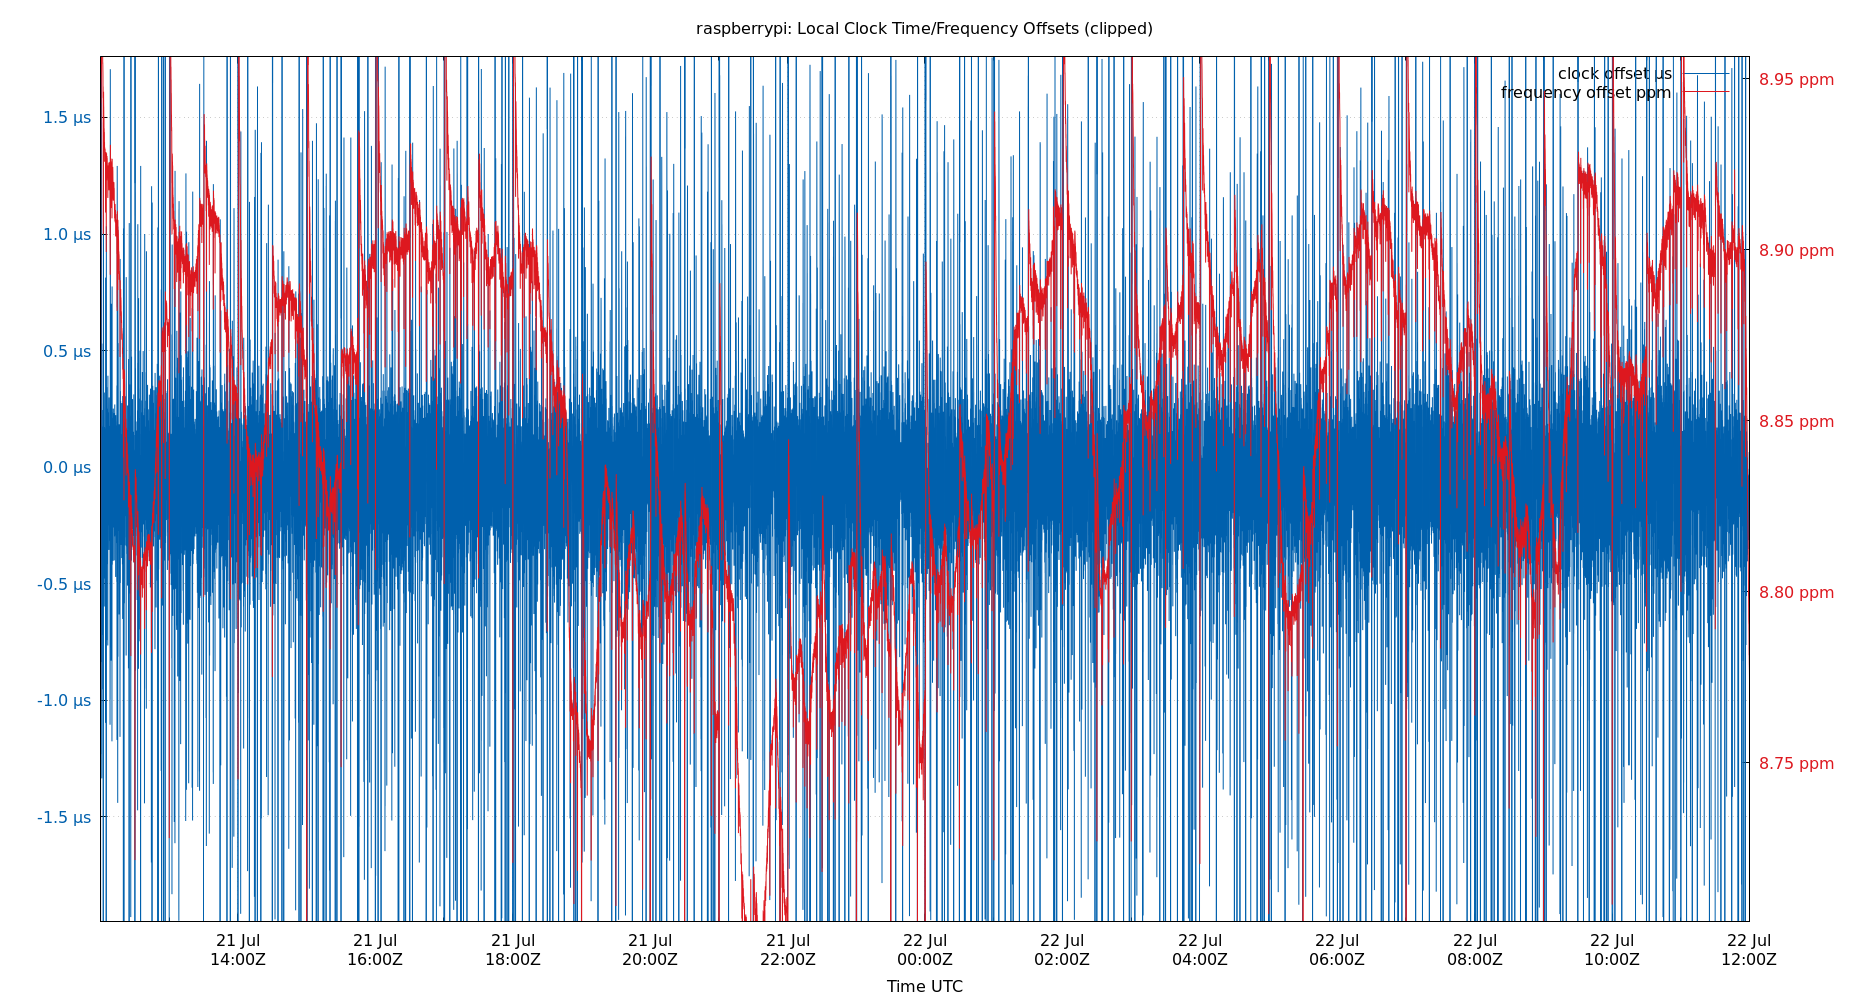 raspberrypi: Local Clock Time/Frequency Offsets (clipped)
clock offset µs
frequency offset ppm
1.5 µs
1.0 µs
0.5 µs
0.0 µs
-0.5 µs
-1.0 µs
-1.5 µs
8.95 ppm
8.90 ppm
8.85 ppm
8.80 ppm
8.75 ppm
21 Jul 21 Jul 21 Jul 21 Jul 21 Jul 22 Jul 22 Jul 22 Jul 22 Jul 22 Jul 22 Jul 22 Jul
14:00Z 16:00Z 18:00Z 20:00Z 22:00Z 00:00Z 02:00Z 04:00Z 06:00Z 08:00Z 10:00Z 12:00Z
Time UTC